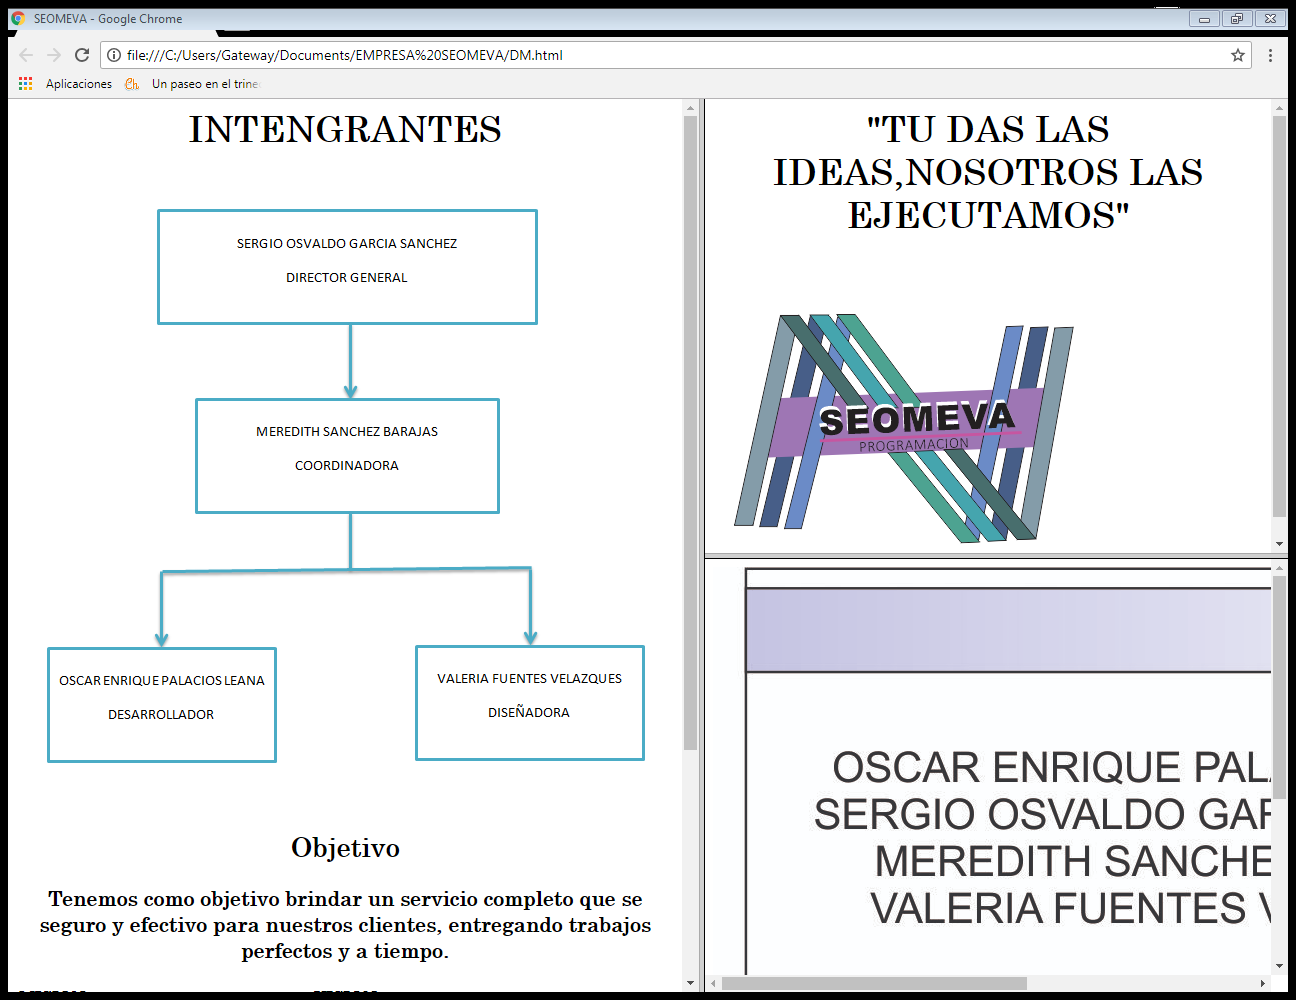 SEOMEVA - Google Chrome
file:///C:/Users/Gateway/Documents/EMPRESA%20SEOMEVA/DM.html
Aplicaciones
Un paseo en el trine
INTENGRANTES
SERGIO OSVALDO GARCIA SANCHEZ
DIRECTOR GENERAL
MEREDITH SANCHEZ BARAJAS
COORDINADORA
OSCAR ENRIQUE PALACIOS LEANA
DESARROLLADOR
VALERIA FUENTES VELAZQUES
DISEÑADORA
Objetivo
Tenemos como objetivo brindar un servicio completo que se
seguro y efectivo para nuestros clientes, entregando trabajos
perfectos y a tiempo.
"TU DAS LAS
IDEAS,NOSOTROS LAS
EJECUTAMOS"
SEOMEVA
PROGRAMACION
OSCAR ENRIQUE PALA
SERGIO OSVALDO GAR
MEREDITH SANCHE
VALERIA FUENTES V